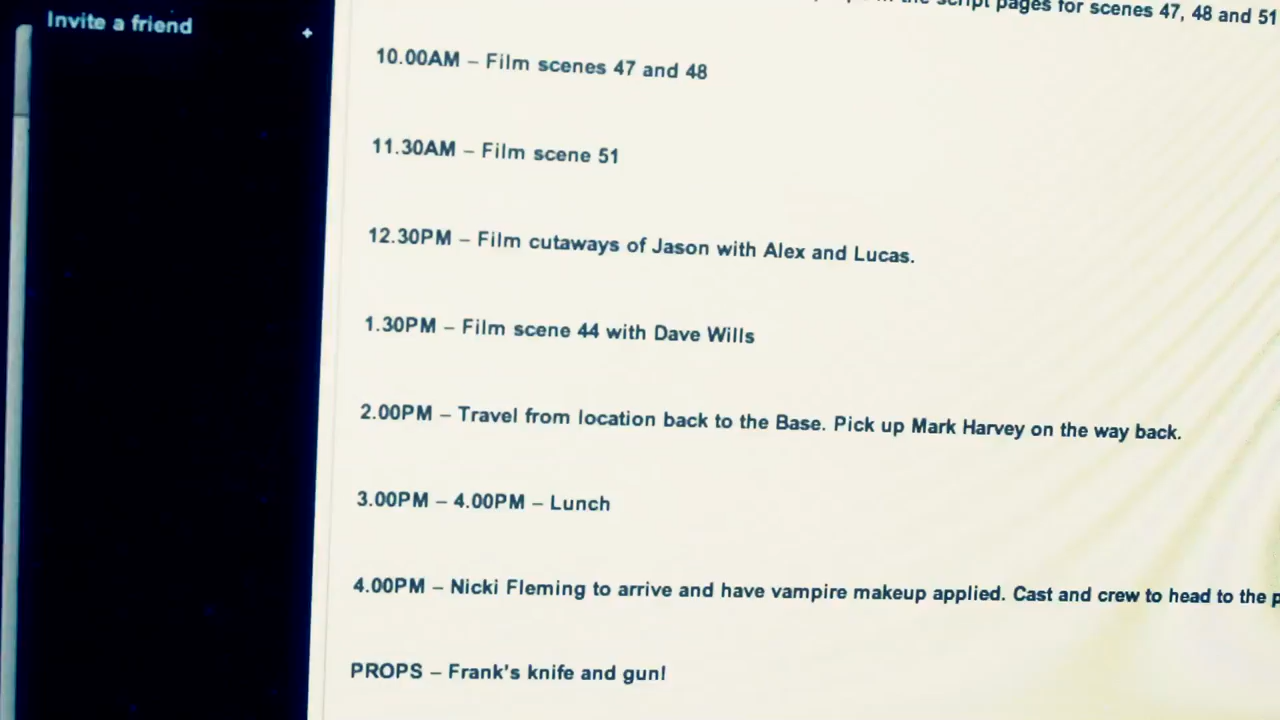 Invite a friend
script pages for scenes 47, 48 and 51
10.00AM – Film scenes 47 and 48
11.30AM – Film scene 51
12.30PM – Film cutaways of Jason with Alex and Lucas.
1.30PM – Film scene 44 with Dave Wills
2.00PM – Travel from location back to the Base. Pick up Mark Harvey on the way back.
3.00PM – 4.00PM – Lunch
4.00PM – Nicki Fleming to arrive and have vampire makeup applied. Cast and crew to head to the
PROPS – Frank's knife and gun!